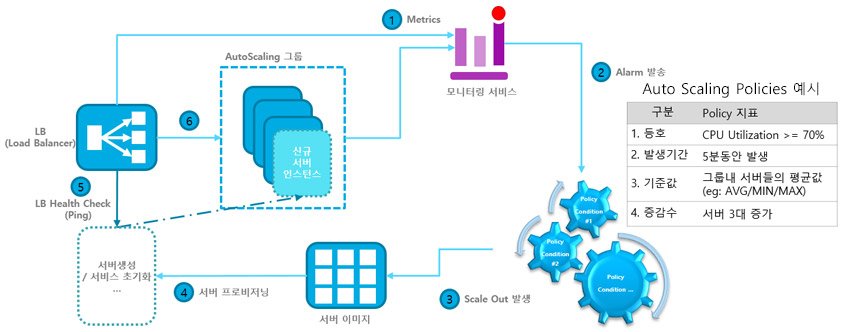 1 Metrics
AutoScaling 그룹
모니터링 서비스
2 Alarm 발송
Auto Scaling Policies 예시
구분 Policy 지표
1. 등호 CPU Utilization >= 70%
2. 발생기간 5분동안 발생
3. 기준값 그룹내 서버들의 평균값
(eg: AVG/MIN/MAX)
4. 증감수 서버 3대 증가
LB
(Load Balancer)
6
신규
서버
인스턴스
5
LB Health Check
(Ping)
서버생성
/ 서비스 초기화
...
4 서버 프로비저닝
서버 이미지
3 Scale Out 발생
Policy
Condition
#1
Policy
Condition
#2
Policy
Condition ...